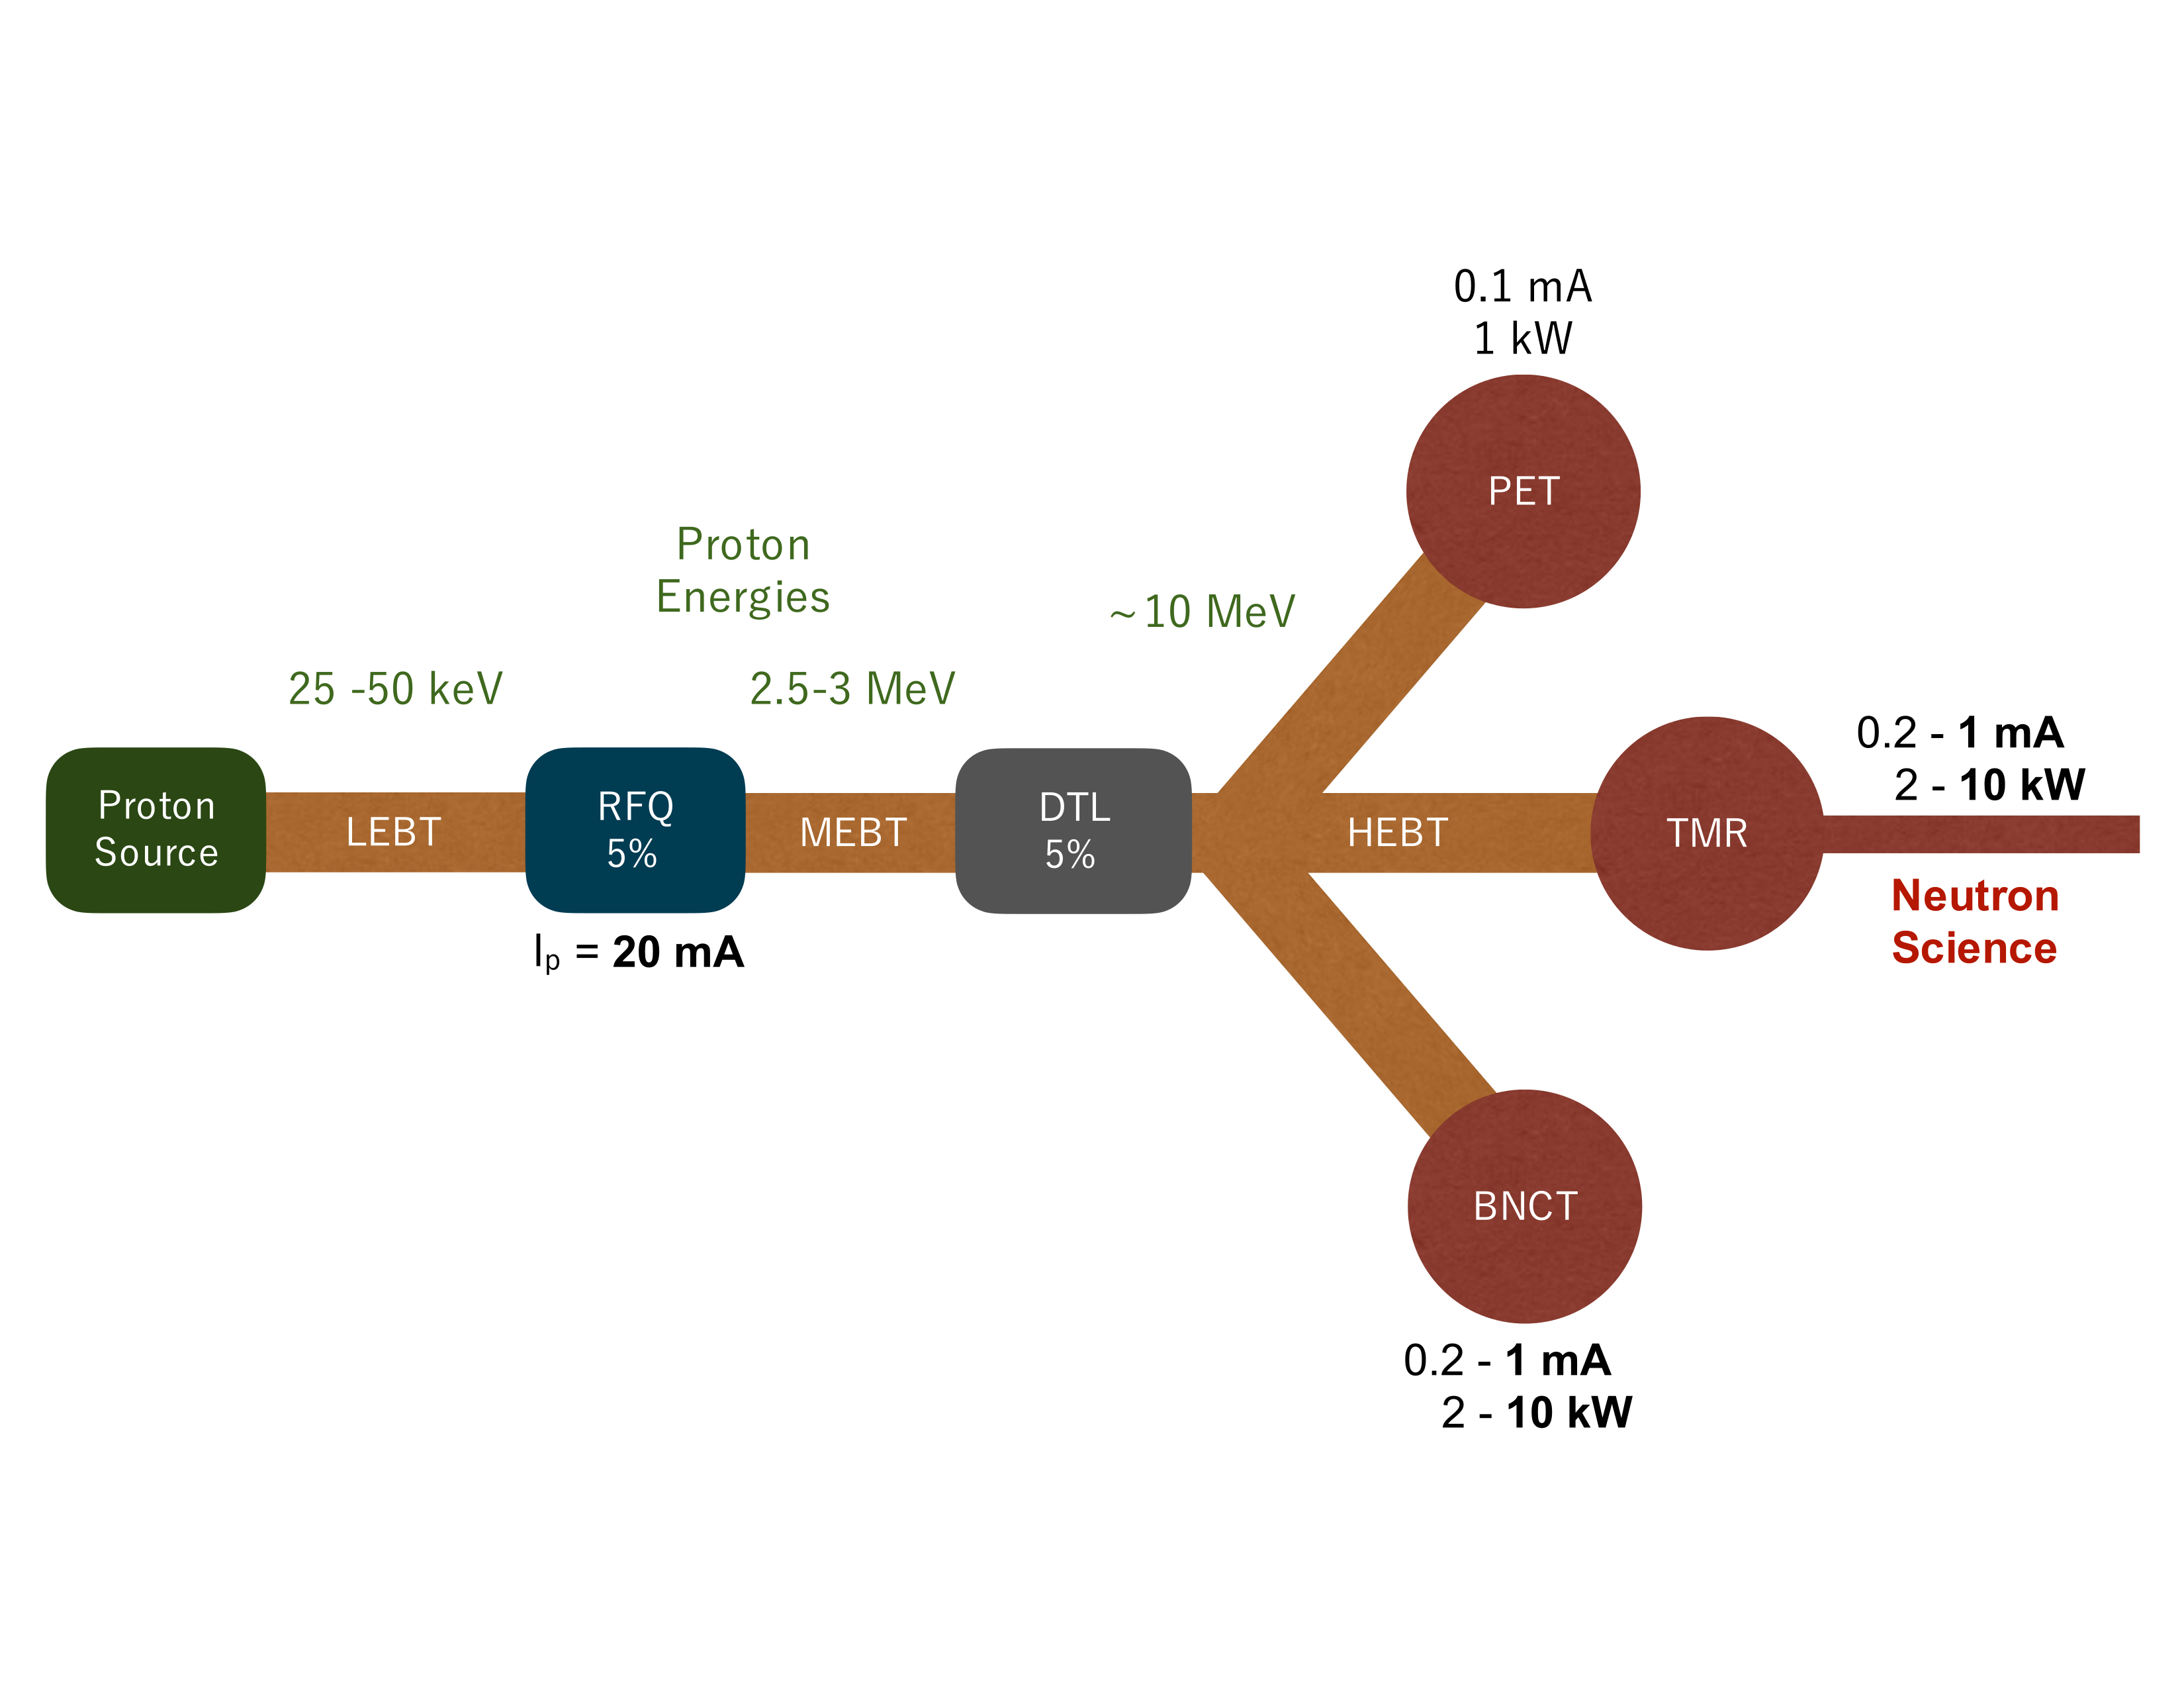 0.1 mA
1 kW
PET
Proton
Energies
~10 MeV
25 -50 keV
2.5-3 MeV
Proton
Source
LEBT
RFQ
5%
MEBT
DTL
5%
HEBT
TMR
0.2 - 1 mA
2 - 10 kW
Neutron
Science
Ip = 20 mA
BNCT
0.2 - 1 mA
2 - 10 kW